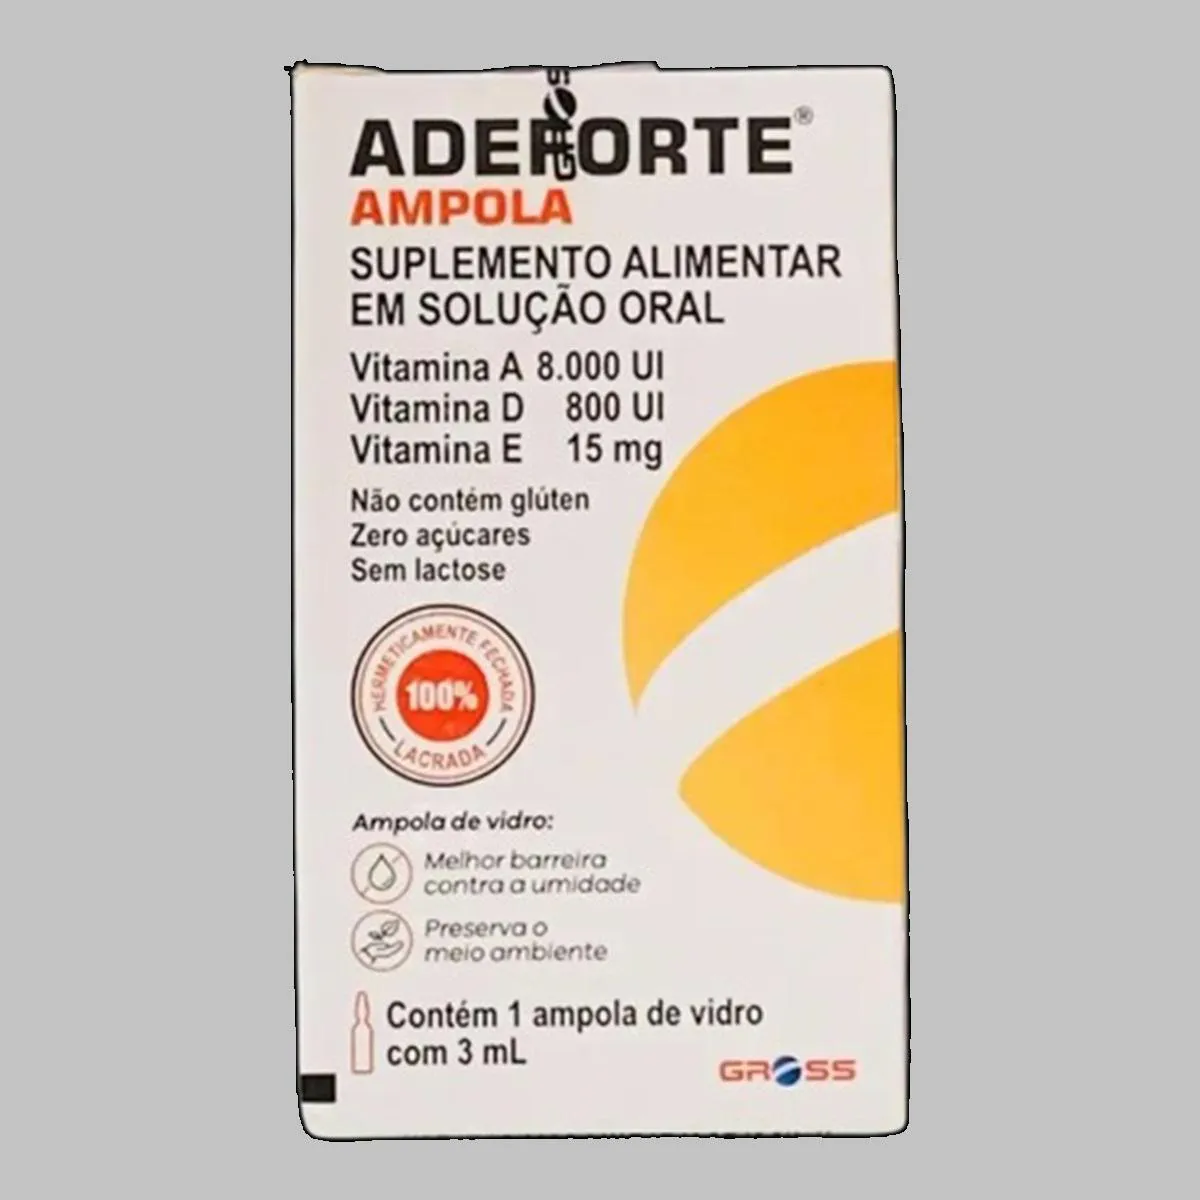 GROSS
ADEFORTE®
AMPOLA
SUPLEMENTO ALIMENTAR
EM SOLUÇÃO ORAL
Vitamina A 8.000 UI
Vitamina D 800 UI
Vitamina E 15 mg
Não contém glúten
Zero açúcares
Sem lactose
HERMETICAMENTE FECHADA
100%
LACRADA
Ampola de vidro:
Melhor barreira
contra a umidade
Preserva o
meio ambiente
Contém 1 ampola de vidro
com 3 mL
GROSS